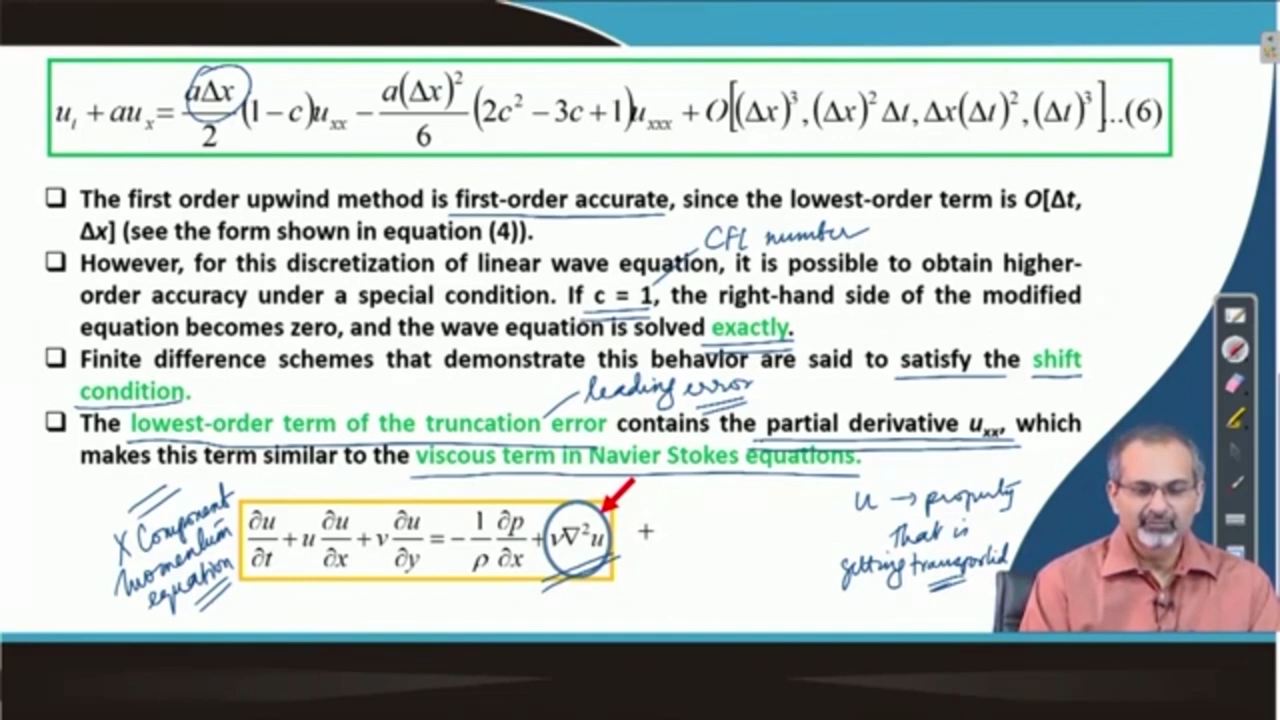 u_t + au_x = aΔx/2 (1 − c)u_xx − a(Δx)²/6 (2c² − 3c + 1)u_xxx + O[(Δx)³, (Δx)² Δt, Δx(Δt)², (Δt)³]..(6)
❑ The first order upwind method is first-order accurate, since the lowest-order term is O[Δt,
Δx] (see the form shown in equation (4)).
CFL number
❑ However, for this discretization of linear wave equation, it is possible to obtain higher-
order accuracy under a special condition. If c = 1, the right-hand side of the modified
equation becomes zero, and the wave equation is solved exactly.
❑ Finite difference schemes that demonstrate this behavior are said to satisfy the shift
condition.
leading error
❑ The lowest-order term of the truncation error contains the partial derivative u_xx, which
makes this term similar to the viscous term in Navier Stokes equations.
X Component
momentum
equation
∂u/∂t + u ∂u/∂x + v ∂u/∂y = − 1/ρ ∂p/∂x + ν∇²u
u → property
that is
getting transported